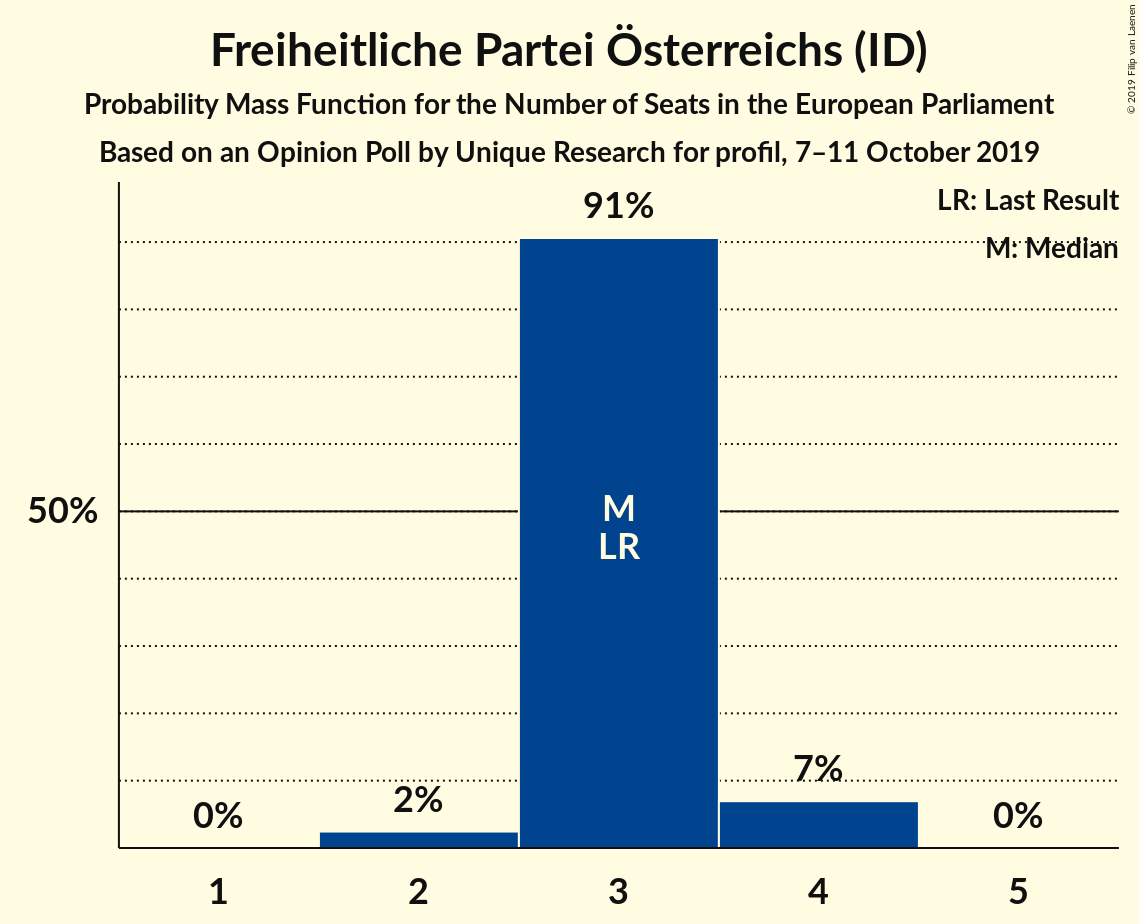 Freiheitliche Partei Österreichs (ID)
Probability Mass Function for the Number of Seats in the European Parliament
Based on an Opinion Poll by Unique Research for profil, 7–11 October 2019
© 2019 Filip van Laenen
LR: Last Result
M: Median
91%
50%
M
LR
7%
2%
0%
0%
1 2 3 4 5